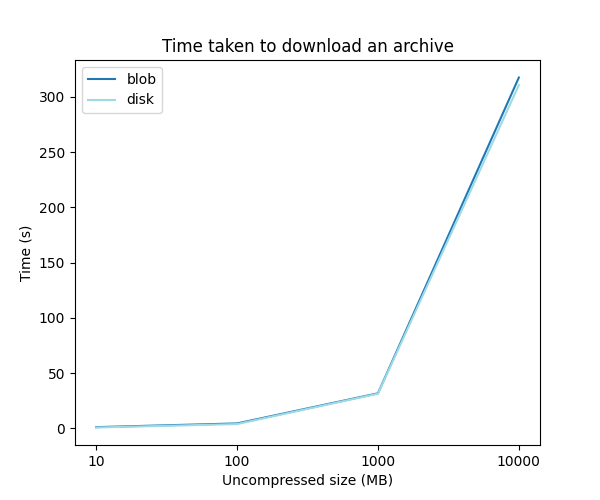 Time taken to download an archive
blob
disk
Time (s)
300
250
200
150
100
50
0
10 100 1000 10000
Uncompressed size (MB)